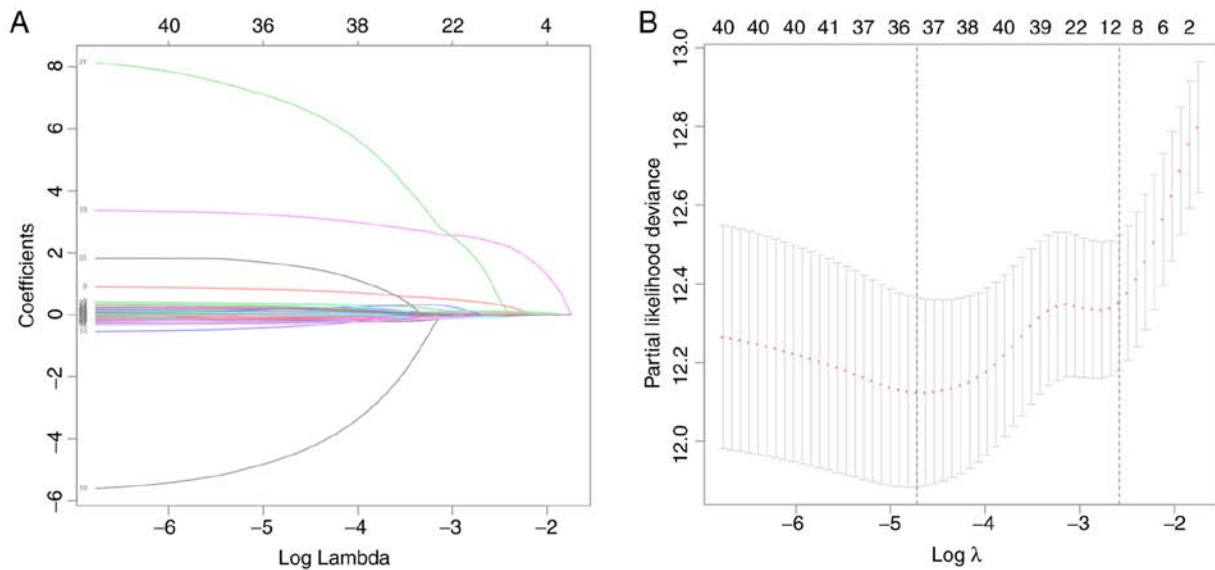 A
40 36 38 22 4
8
6
4
2
0
−2
−4
−6
Coefficients
−6 −5 −4 −3 −2
Log Lambda
B
40 40 40 41 37 36 37 38 40 39 22 12 8 6 2
13.0
12.8
12.6
12.4
12.2
12.0
Partial likelihood deviance
−6 −5 −4 −3 −2
Log λ